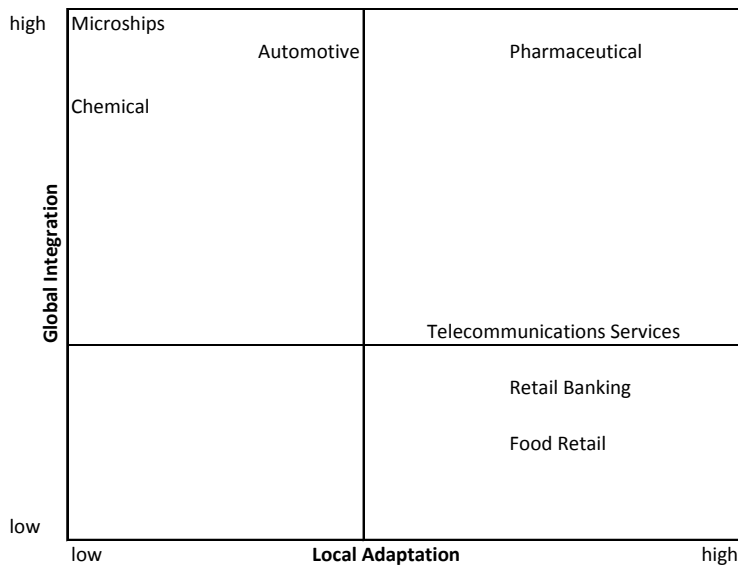 high
Microships
Automotive
Pharmaceutical
Chemical
Global Integration
Telecommunications Services
Retail Banking
Food Retail
low
low
Local Adaptation
high